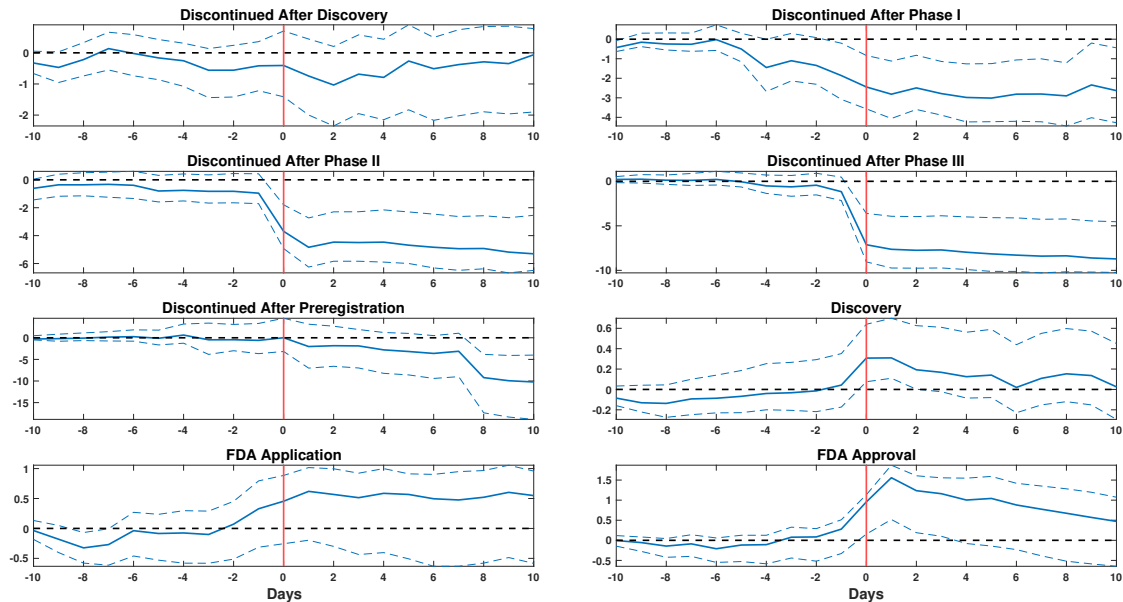 Discontinued After Discovery
0
-1
-2
-10 -8 -6 -4 -2 0 2 4 6 8 10
Discontinued After Phase I
0
-1
-2
-3
-4
-10 -8 -6 -4 -2 0 2 4 6 8 10
Discontinued After Phase II
0
-2
-4
-6
-10 -8 -6 -4 -2 0 2 4 6 8 10
Discontinued After Phase III
0
-5
-10
-10 -8 -6 -4 -2 0 2 4 6 8 10
Discontinued After Preregistration
0
-5
-10
-15
-10 -8 -6 -4 -2 0 2 4 6 8 10
Discovery
0.6
0.4
0.2
0
-0.2
-10 -8 -6 -4 -2 0 2 4 6 8 10
FDA Application
1
0.5
0
-0.5
-10 -8 -6 -4 -2 0 2 4 6 8 10
Days
FDA Approval
1.5
1
0.5
0
-0.5
-10 -8 -6 -4 -2 0 2 4 6 8 10
Days